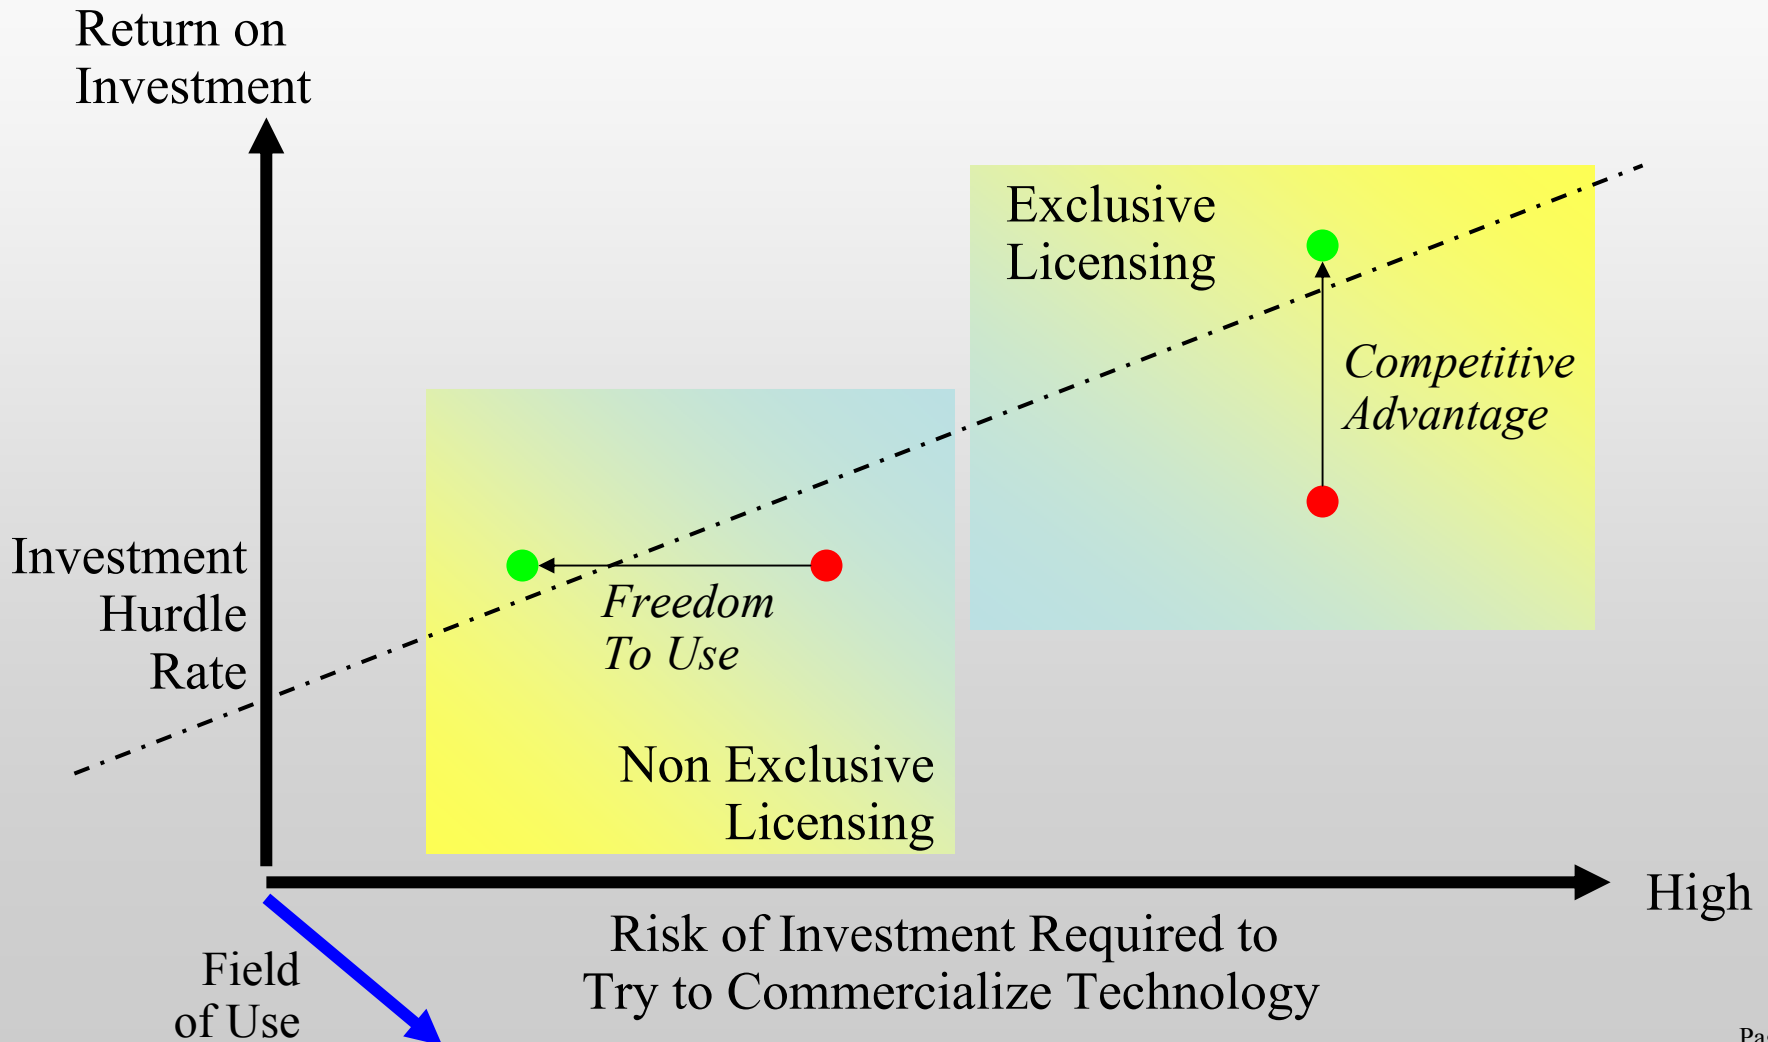 Return on
Investment
Exclusive
Licensing
Competitive
Advantage
Investment
Hurdle
Rate
Freedom
To Use
Non Exclusive
Licensing
High
Risk of Investment Required to
Try to Commercialize Technology
Field
of Use